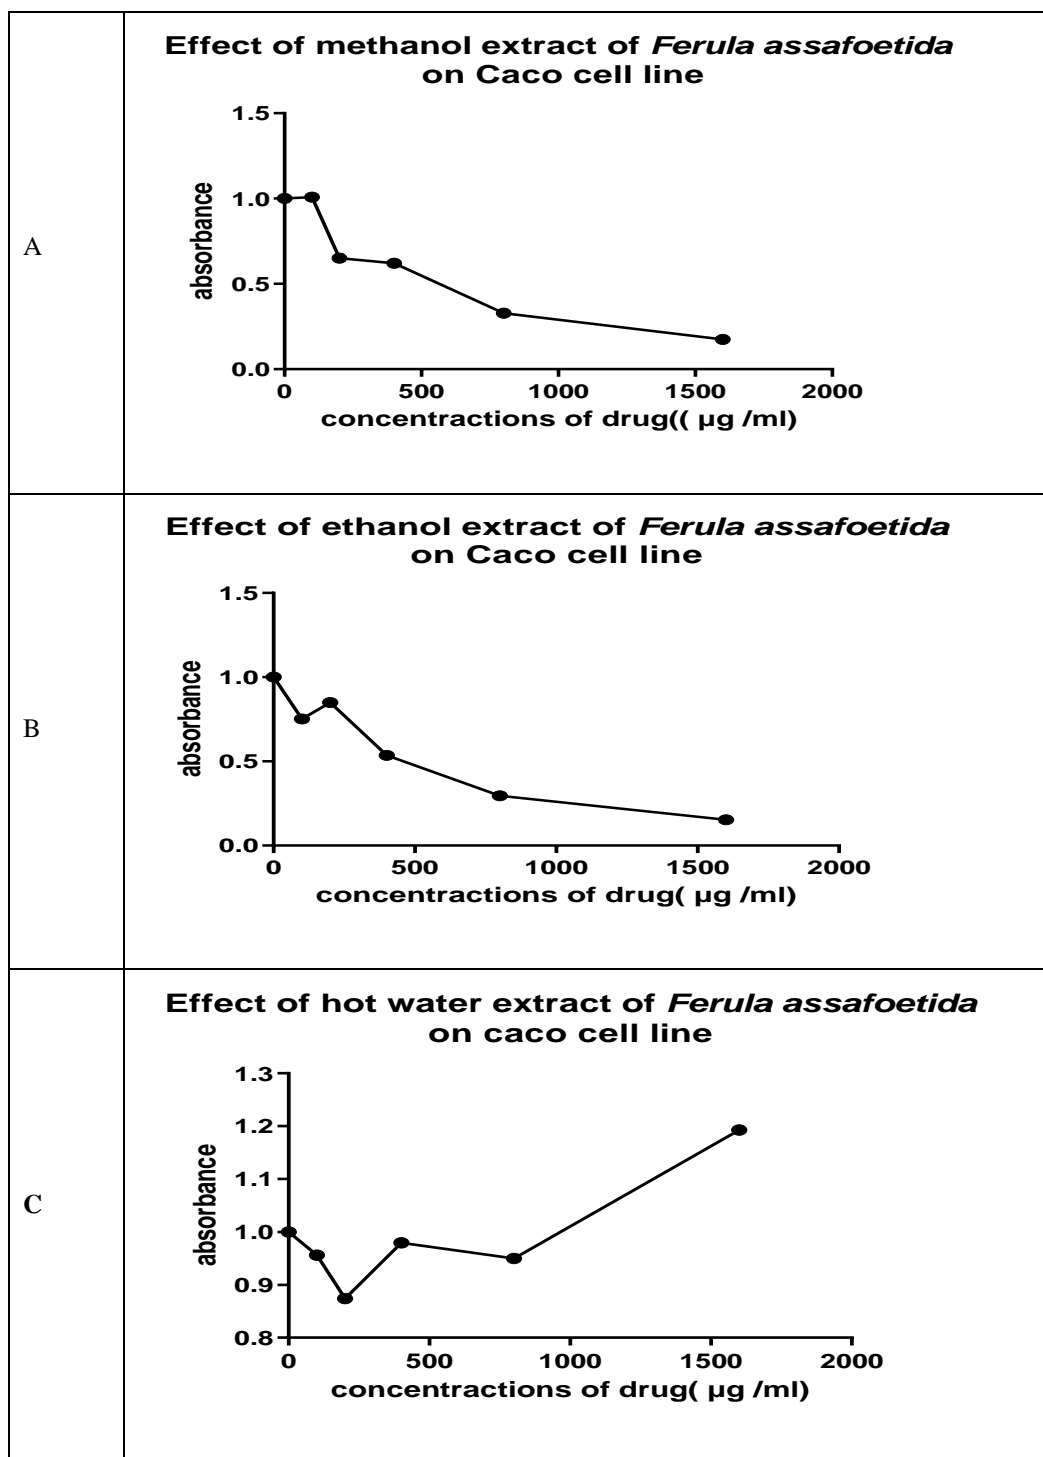 A
Effect of methanol extract of Ferula assafoetida
on Caco cell line
1.5
1.0
0.5
0.0
absorbance
0 500 1000 1500 2000
concentractions of drug(( µg /ml)
B
Effect of ethanol extract of Ferula assafoetida
on Caco cell line
1.5
1.0
0.5
0.0
absorbance
0 500 1000 1500 2000
concentractions of drug( µg /ml)
C
Effect of hot water extract of Ferula assafoetida
on caco cell line
1.3
1.2
1.1
1.0
0.9
0.8
absorbance
0 500 1000 1500 2000
concentractions of drug( µg /ml)